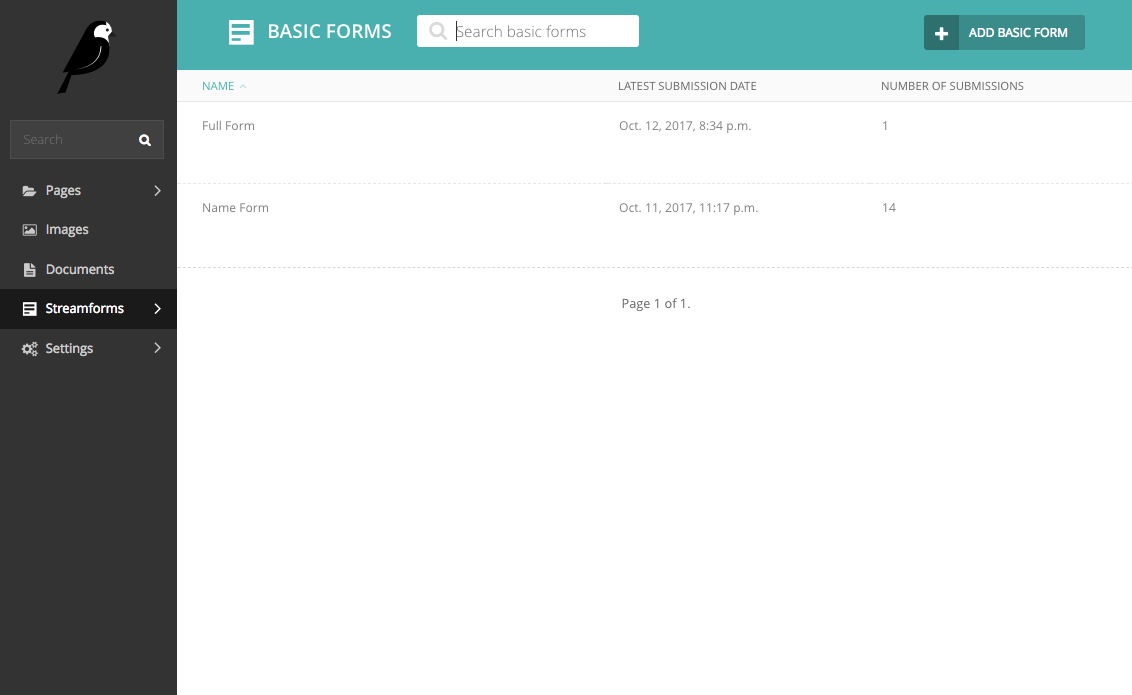 BASIC FORMS
Search basic forms
ADD BASIC FORM
Search
Pages
Images
Documents
Streamforms
Settings
NAME LATEST SUBMISSION DATE NUMBER OF SUBMISSIONS
Full Form Oct. 12, 2017, 8:34 p.m. 1
Name Form Oct. 11, 2017, 11:17 p.m. 14
Page 1 of 1.